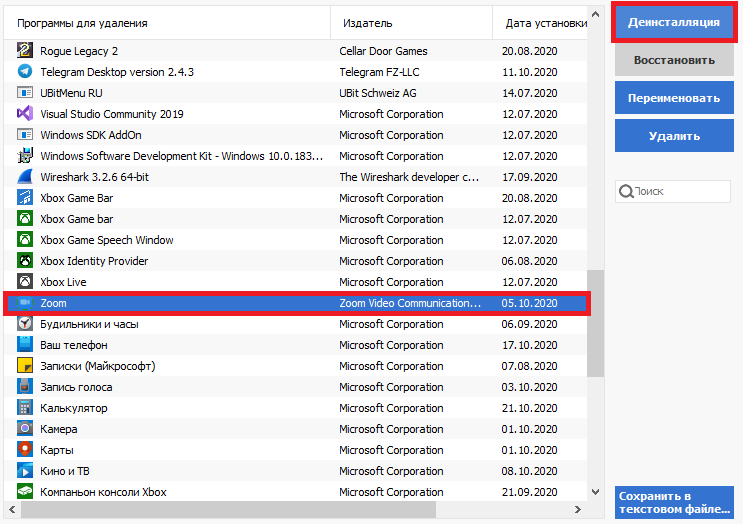 Программы для удаления Издатель Дата установки
Rogue Legacy 2 Cellar Door Games 20.08.2020
Telegram Desktop version 2.4.3 Telegram FZ-LLC 11.10.2020
UBitMenu RU UBit Schweiz AG 14.07.2020
Visual Studio Community 2019 Microsoft Corporation 12.07.2020
Windows SDK AddOn Microsoft Corporation 12.07.2020
Windows Software Development Kit - Windows 10.0.183... Microsoft Corporation 12.07.2020
Wireshark 3.2.6 64-bit The Wireshark developer c... 17.09.2020
Xbox Game Bar Microsoft Corporation 20.08.2020
Xbox Game bar Microsoft Corporation 12.07.2020
Xbox Game Speech Window Microsoft Corporation 12.07.2020
Xbox Identity Provider Microsoft Corporation 06.08.2020
Xbox Live Microsoft Corporation 12.07.2020
Zoom Zoom Video Communication... 05.10.2020
Будильники и часы Microsoft Corporation 06.09.2020
Ваш телефон Microsoft Corporation 17.10.2020
Записки (Майкрософт) Microsoft Corporation 07.08.2020
Запись голоса Microsoft Corporation 03.10.2020
Калькулятор Microsoft Corporation 21.10.2020
Камера Microsoft Corporation 01.10.2020
Карты Microsoft Corporation 01.10.2020
Кино и ТВ Microsoft Corporation 08.10.2020
Компаньон консоли Xbox Microsoft Corporation 21.09.2020
Деинсталляция
Восстановить
Переименовать
Удалить
Поиск
Сохранить в
текстовом файле...